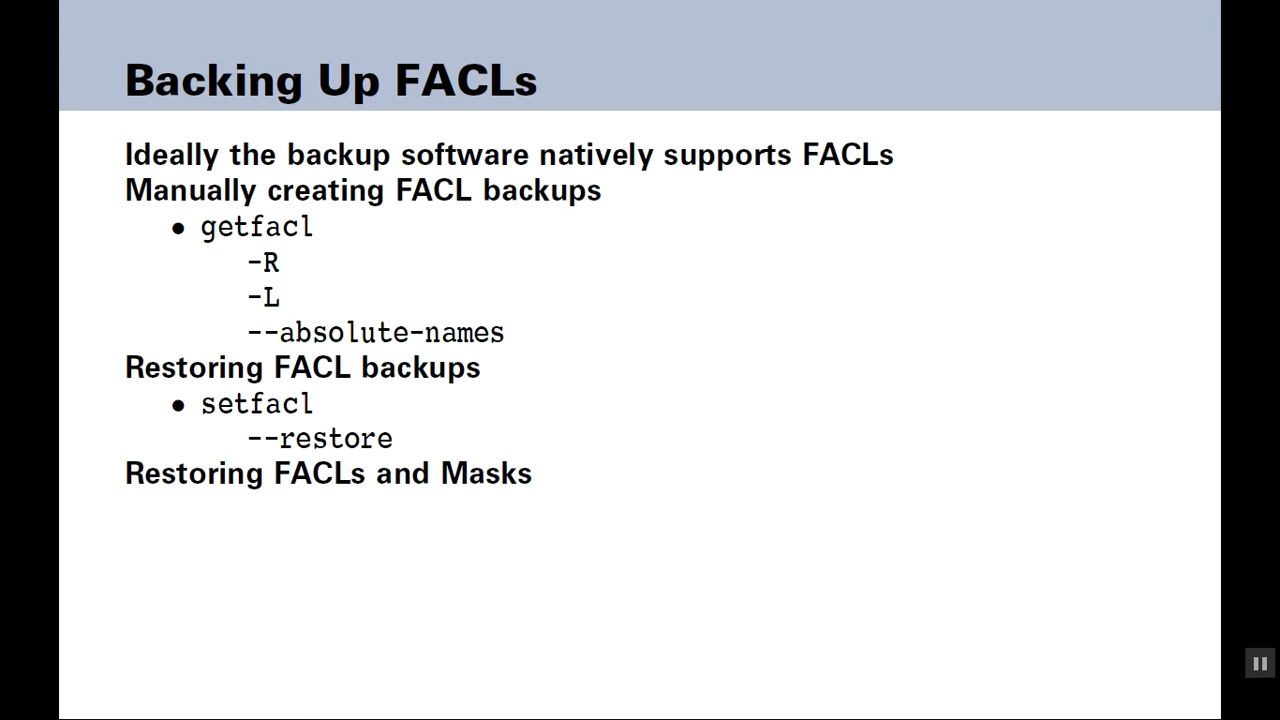 Backing Up FACLs
Ideally the backup software natively supports FACLs
Manually creating FACL backups
• getfacl
-R
-L
--absolute-names
Restoring FACL backups
• setfacl
--restore
Restoring FACLs and Masks